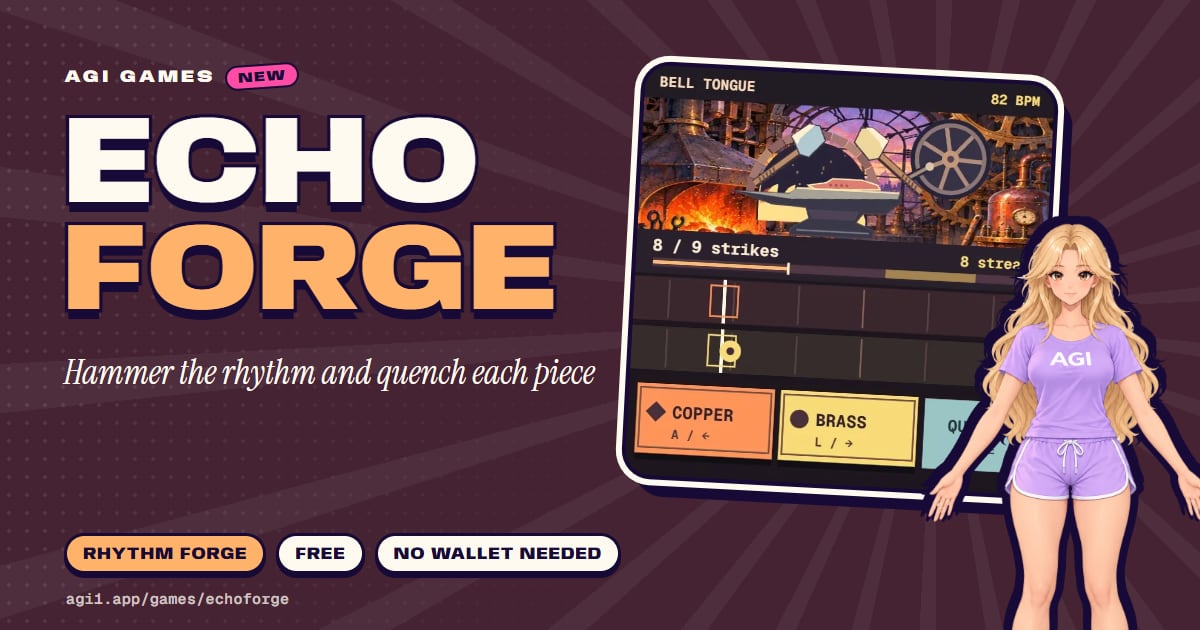 AGI GAMES NEW
ECHO
FORGE
Hammer the rhythm and quench each piece
RHYTHM FORGE
FREE
NO WALLET NEEDED
agi1.app/games/echoforge
BELL TONGUE
82 BPM
8 / 9 strikes
8
COPPER
A / ←
BRASS
L / →
AGI